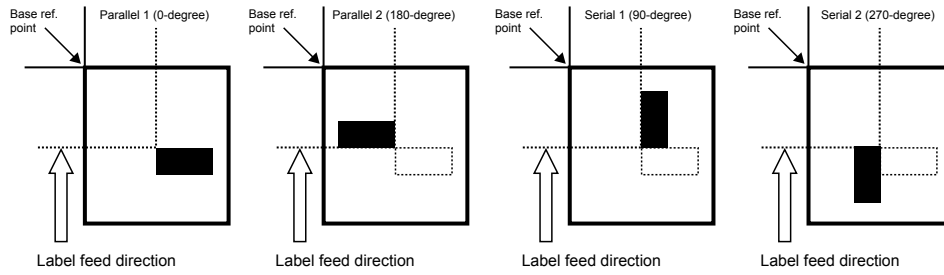 Base ref.
point
Parallel 1 (0-degree)
Label feed direction
Base ref.
point
Parallel 2 (180-degree)
Label feed direction
Base ref.
point
Serial 1 (90-degree)
Label feed direction
Base ref.
point
Serial 2 (270-degree)
Label feed direction